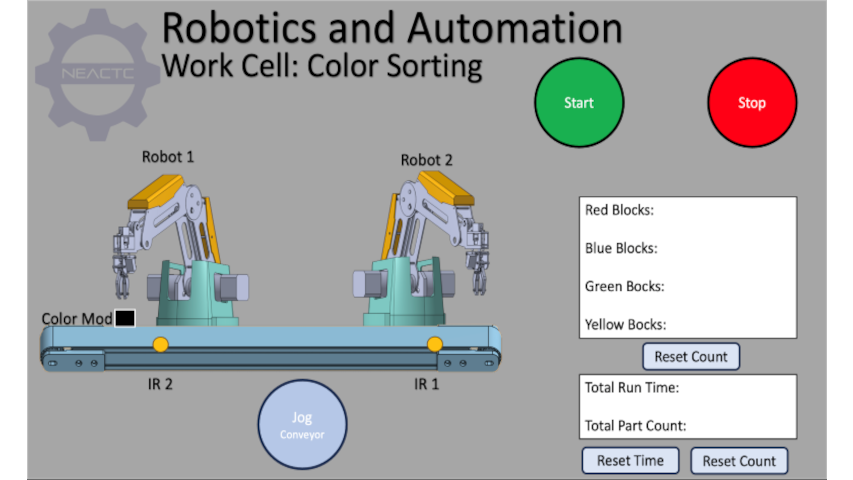 Robotics and Automation
NEACTC
Work Cell: Color Sorting
Start
Stop
Robot 1
Robot 2
Red Blocks:
Blue Blocks:
Green Bocks:
Yellow Bocks:
Color Mod
Reset Count
IR 2
IR 1
Total Run Time:
Jog
Conveyor
Total Part Count:
Reset Time
Reset Count